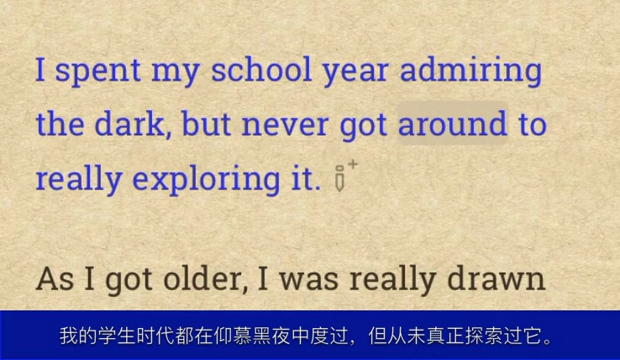 I spent my school year admiring
the dark, but never got around to
really exploring it.
As I got older, I was really drawn
我的学生时代都在仰慕黑夜中度过，但从未真正探索过它。